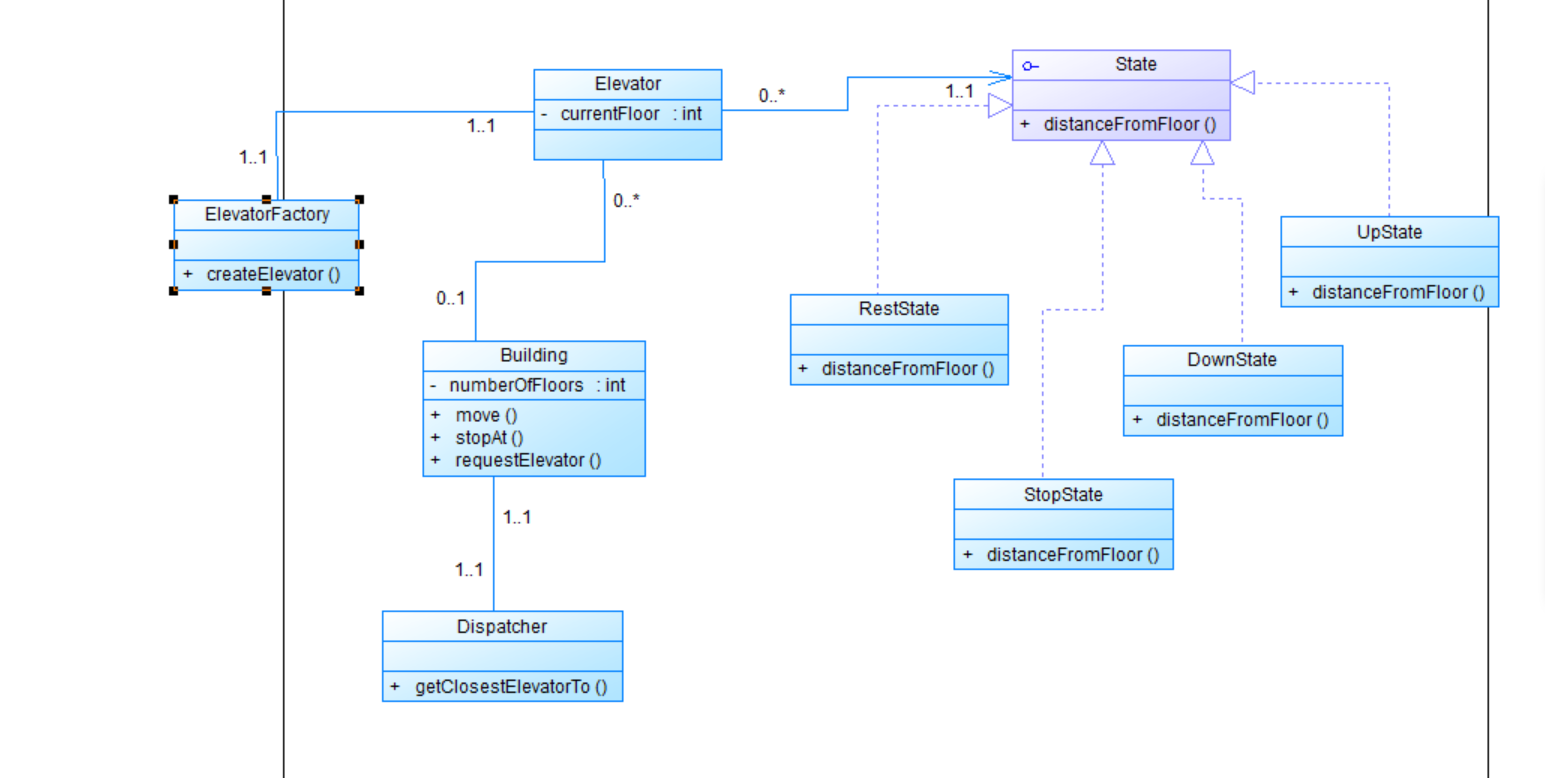 Elevator
- currentFloor : int
0..*
1..1
State
+ distanceFromFloor ()
1..1
1..1
ElevatorFactory
+ createElevator ()
0..*
0..1
UpState
+ distanceFromFloor ()
RestState
+ distanceFromFloor ()
Building
- numberOfFloors : int
+ move ()
+ stopAt ()
+ requestElevator ()
DownState
+ distanceFromFloor ()
StopState
+ distanceFromFloor ()
1..1
1..1
Dispatcher
+ getClosestElevatorTo ()